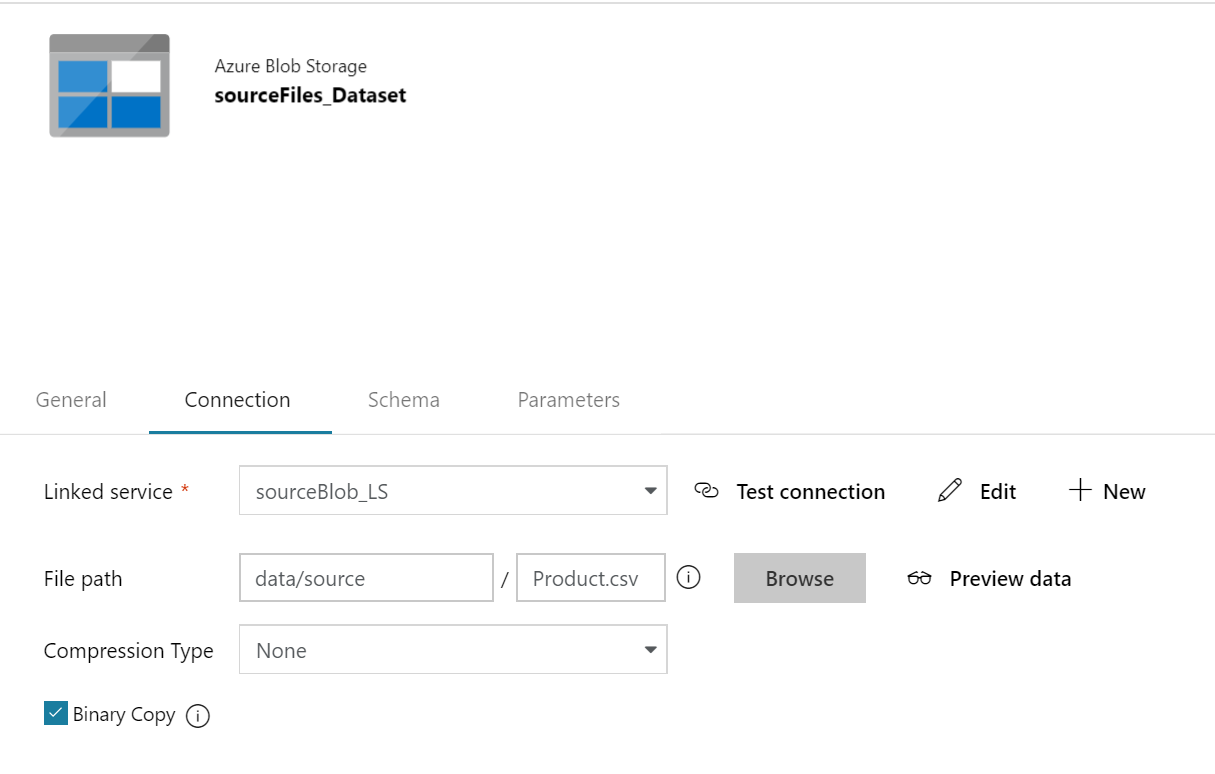 Azure Blob Storage
sourceFiles_Dataset
General Connection Schema Parameters
Linked service * sourceBlob_LS Test connection Edit New
File path data/source / Product.csv Browse Preview data
Compression Type None
Binary Copy